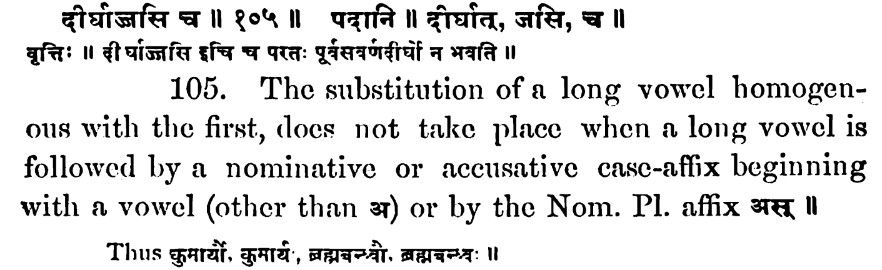 दीर्घाज्जसि च ॥ १०५ ॥ पदानि ॥ दीर्घात्, जसि, च ॥
वृत्तिः ॥ दीर्घाज्जसि इचि च परतः पूर्वसवर्णदीर्घो न भवति ॥
105. The substitution of a long vowel homogen-
ous with the first, does not take place when a long vowel is
followed by a nominative or accusative case-affix beginning
with a vowel (other than अ) or by the Nom. Pl. affix अस् ॥
Thus कुमार्यौ, कुमार्यः, ब्रह्मबन्ध्वौ, ब्रह्मबन्ध्वः ॥